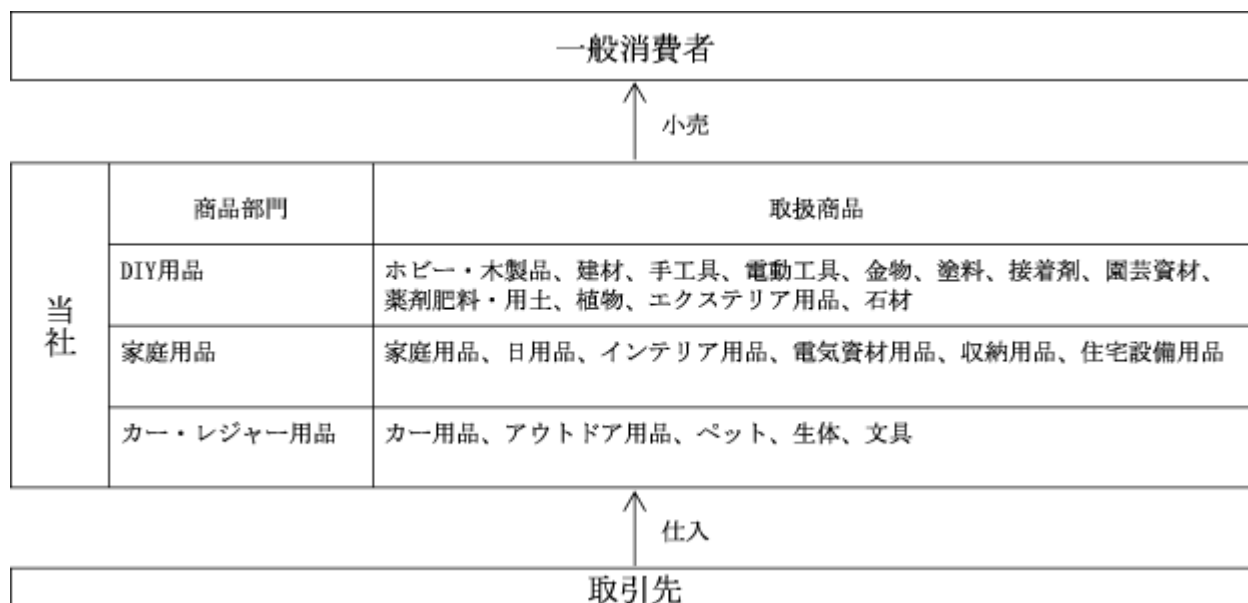 一般消費者
小売
当社
商品部門
取扱商品
DIY用品
ホビー・木製品、建材、手工具、電動工具、金物、塗料、接着剤、園芸資材、
薬剤肥料・用土、植物、エクステリア用品、石材
家庭用品
家庭用品、日用品、インテリア用品、電気資材用品、収納用品、住宅設備用品
カー・レジャー用品
カー用品、アウトドア用品、ペット、生体、文具
仕入
取引先